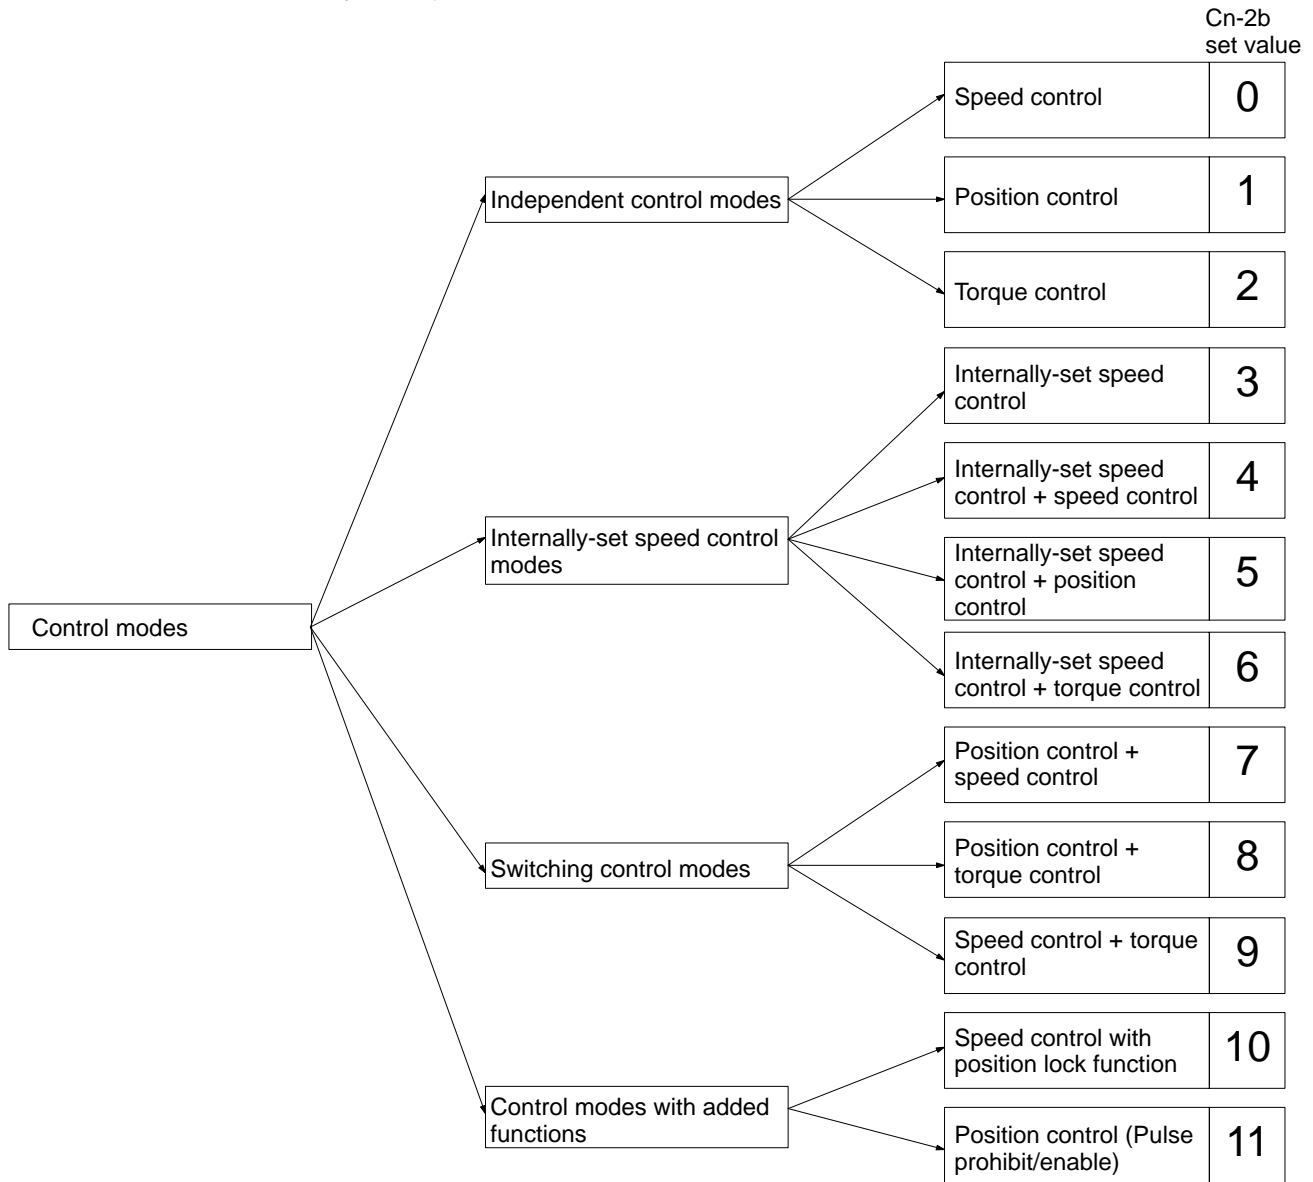 Cn-2b
set value
Speed control 0
Independent control modes
Position control 1
Torque control 2
Internally-set speed
control 3
Internally-set speed
control + speed control 4
Internally-set speed control
modes
Internally-set speed
control + position
control 5
Control modes
Internally-set speed
control + torque control 6
Position control +
speed control 7
Switching control modes
Position control +
torque control 8
Speed control + torque
control 9
Speed control with
position lock function 10
Control modes with added
functions
Position control (Pulse
prohibit/enable) 11